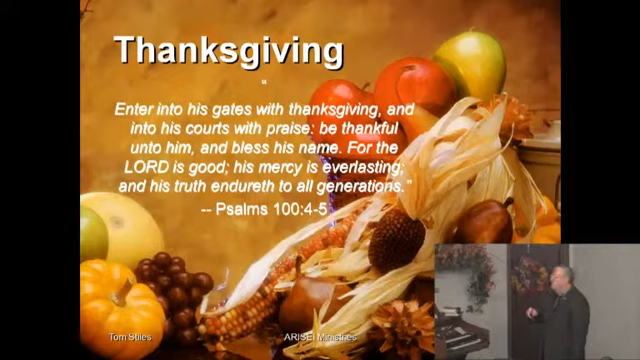 Thanksgiving
“
Enter into his gates with thanksgiving, and
into his courts with praise: be thankful
unto him, and bless his name. For the
LORD is good; his mercy is everlasting;
and his truth endureth to all generations.”
-- Psalms 100:4-5
Tom Stiles
ARISE! Ministries